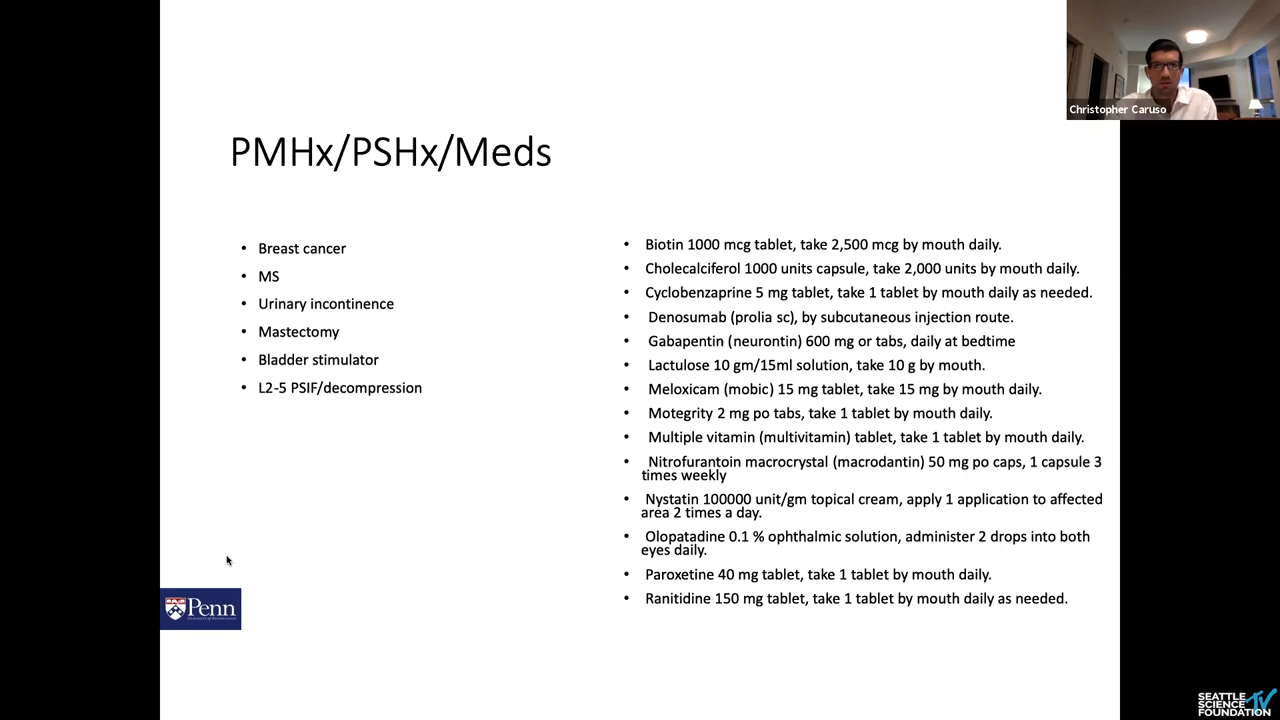 Christopher Caruso
PMHx/PSHx/Meds
• Breast cancer
• MS
• Urinary incontinence
• Mastectomy
• Bladder stimulator
• L2-5 PSIF/decompression
• Biotin 1000 mcg tablet, take 2,500 mcg by mouth daily.
• Cholecalciferol 1000 units capsule, take 2,000 units by mouth daily.
• Cyclobenzaprine 5 mg tablet, take 1 tablet by mouth daily as needed.
• Denosumab (prolia sc), by subcutaneous injection route.
• Gabapentin (neurontin) 600 mg or tabs, daily at bedtime
• Lactulose 10 gm/15ml solution, take 10 g by mouth.
• Meloxicam (mobic) 15 mg tablet, take 15 mg by mouth daily.
• Motegrity 2 mg po tabs, take 1 tablet by mouth daily.
• Multiple vitamin (multivitamin) tablet, take 1 tablet by mouth daily.
• Nitrofurantoin macrocrystal (macrodantin) 50 mg po caps, 1 capsule 3
times weekly
• Nystatin 100000 unit/gm topical cream, apply 1 application to affected
area 2 times a day.
• Olopatadine 0.1 % ophthalmic solution, administer 2 drops into both
eyes daily.
• Paroxetine 40 mg tablet, take 1 tablet by mouth daily.
• Ranitidine 150 mg tablet, take 1 tablet by mouth daily as needed.
Penn
SEATTLE
SCIENCE
FOUNDATION
TV